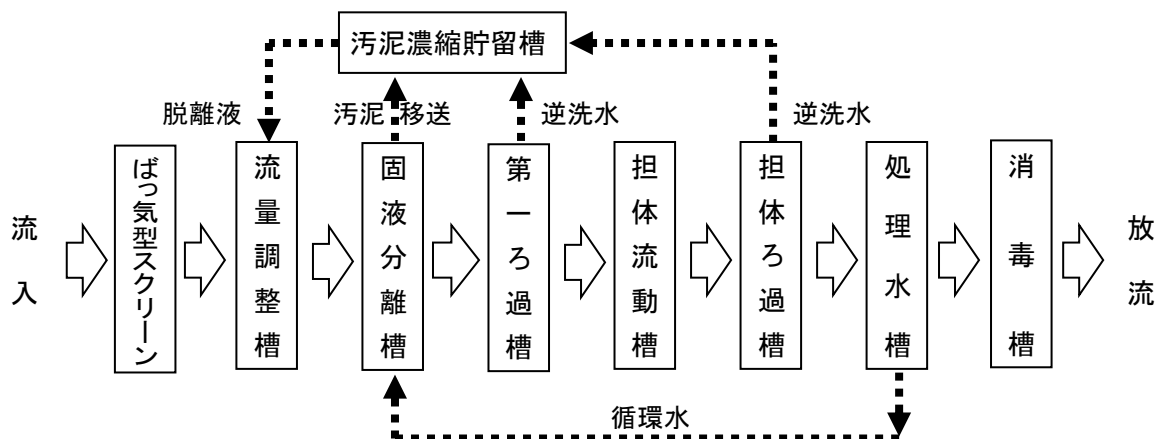 汚泥濃縮貯留槽
脱離液
汚泥 移送
逆洗水
逆洗水
流入
ばっ気型スクリーン
流量調整槽
固液分離槽
第一ろ過槽
担体流動槽
担体ろ過槽
処理水槽
消毒槽
放流
循環水